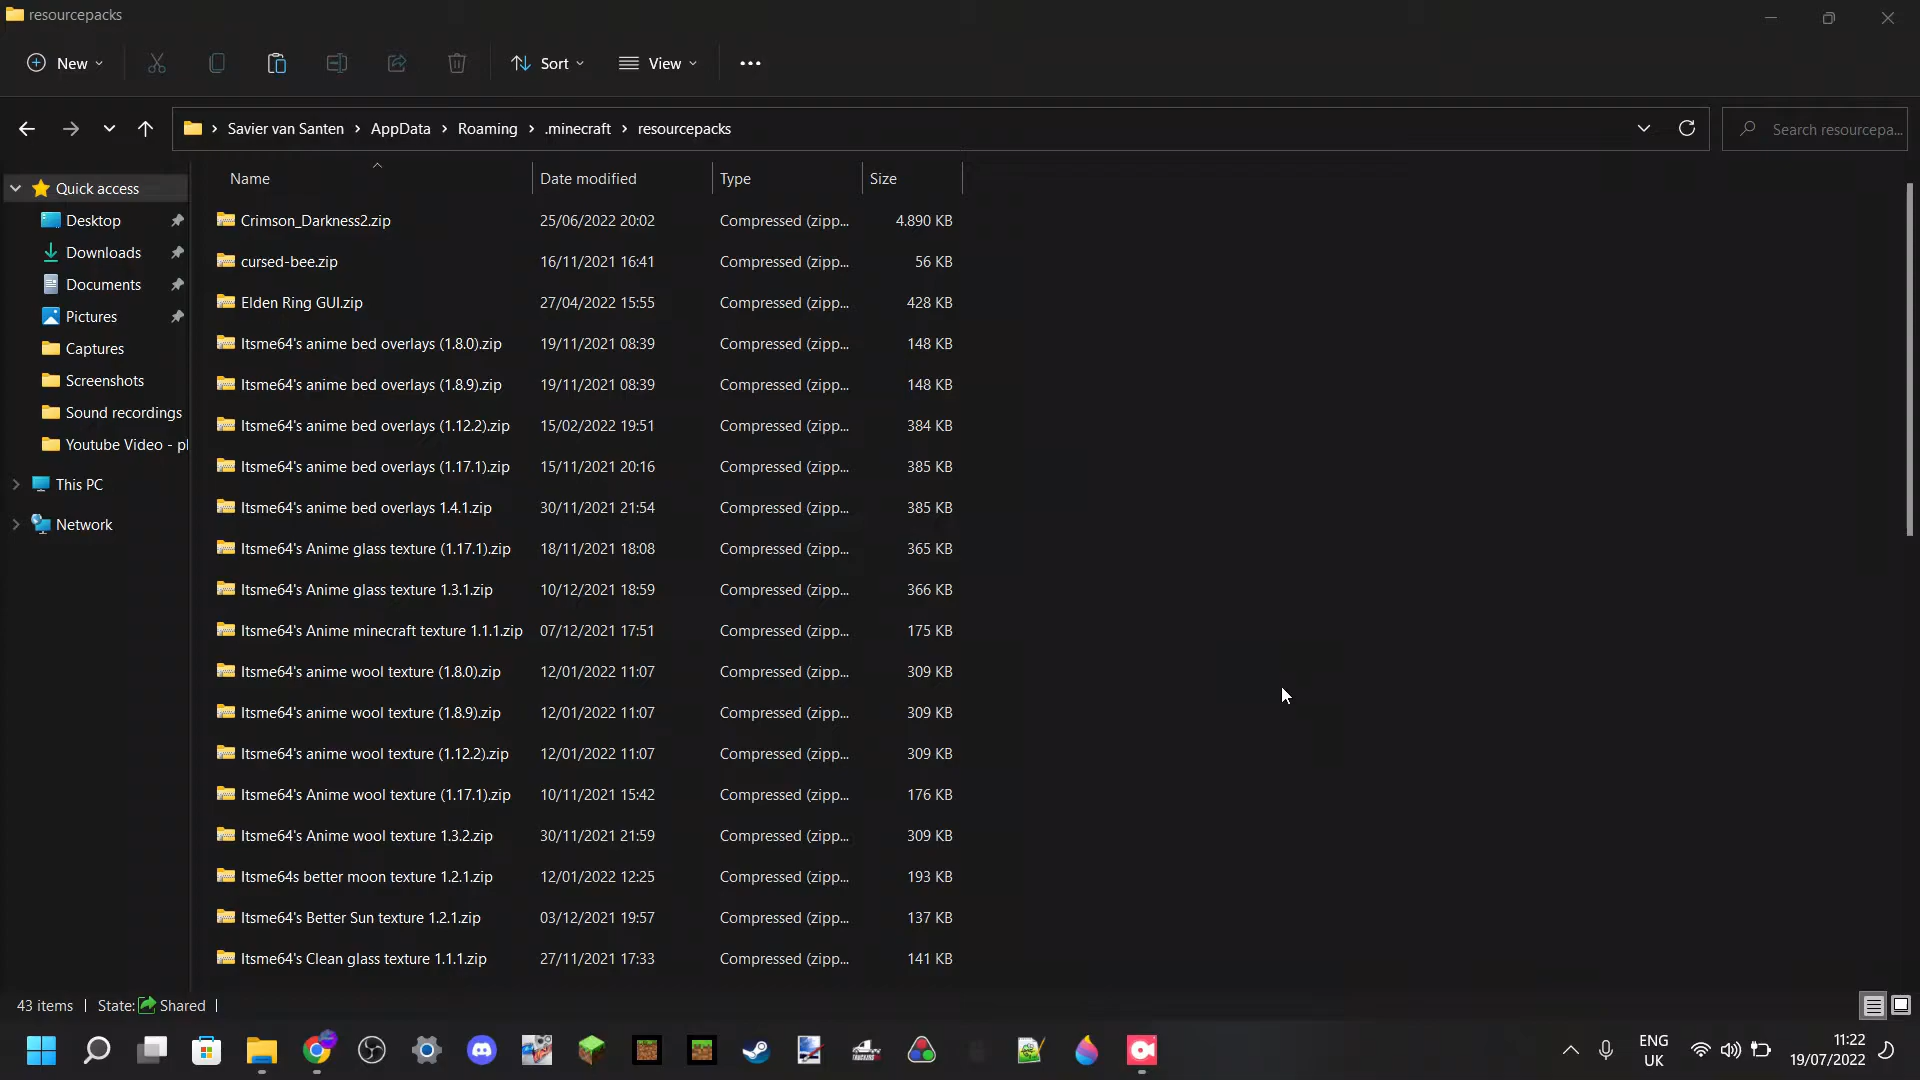 resourcepacks
New
Sort
View
Savier van Santen > AppData > Roaming > .minecraft > resourcepacks
Search resourcepa...
Name Date modified Type Size
Quick access
Desktop
Downloads
Documents
Pictures
Captures
Screenshots
Sound recordings
Youtube Video - pl
This PC
Network
Crimson_Darkness2.zip 25/06/2022 20:02 Compressed (zipp... 4.890 KB
cursed-bee.zip 16/11/2021 16:41 Compressed (zipp... 56 KB
Elden Ring GUI.zip 27/04/2022 15:55 Compressed (zipp... 428 KB
Itsme64's anime bed overlays (1.8.0).zip 19/11/2021 08:39 Compressed (zipp... 148 KB
Itsme64's anime bed overlays (1.8.9).zip 19/11/2021 08:39 Compressed (zipp... 148 KB
Itsme64's anime bed overlays (1.12.2).zip 15/02/2022 19:51 Compressed (zipp... 384 KB
Itsme64's anime bed overlays (1.17.1).zip 15/11/2021 20:16 Compressed (zipp... 385 KB
Itsme64's anime bed overlays 1.4.1.zip 30/11/2021 21:54 Compressed (zipp... 385 KB
Itsme64's Anime glass texture (1.17.1).zip 18/11/2021 18:08 Compressed (zipp... 365 KB
Itsme64's Anime glass texture 1.3.1.zip 10/12/2021 18:59 Compressed (zipp... 366 KB
Itsme64's Anime minecraft texture 1.1.1.zip 07/12/2021 17:51 Compressed (zipp... 175 KB
Itsme64's anime wool texture (1.8.0).zip 12/01/2022 11:07 Compressed (zipp... 309 KB
Itsme64's anime wool texture (1.8.9).zip 12/01/2022 11:07 Compressed (zipp... 309 KB
Itsme64's anime wool texture (1.12.2).zip 12/01/2022 11:07 Compressed (zipp... 309 KB
Itsme64's Anime wool texture (1.17.1).zip 10/11/2021 15:42 Compressed (zipp... 176 KB
Itsme64's Anime wool texture 1.3.2.zip 30/11/2021 21:59 Compressed (zipp... 309 KB
Itsme64s better moon texture 1.2.1.zip 12/01/2022 12:25 Compressed (zipp... 193 KB
Itsme64's Better Sun texture 1.2.1.zip 03/12/2021 19:57 Compressed (zipp... 137 KB
Itsme64's Clean glass texture 1.1.1.zip 27/11/2021 17:33 Compressed (zipp... 141 KB
43 items | State: Shared |
ENG
UK
11:22
19/07/2022